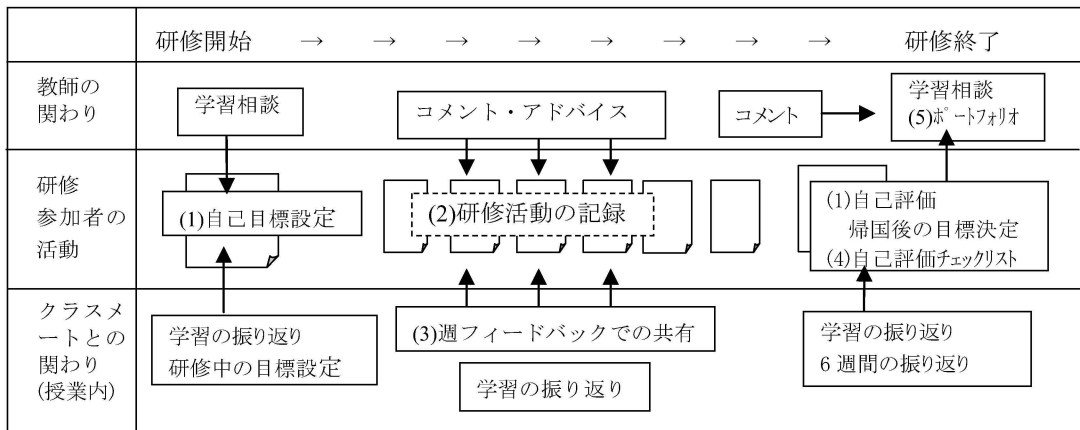 研修開始 → → → → → → → → 研修終了
教師の
関わり
学習相談
コメント・アドバイス
コメント
学習相談
(5)ﾎﾟｰﾄフォリオ
研修
参加者の
活動
(1)自己目標設定
(2)研修活動の記録
(1)自己評価
帰国後の目標決定
(4)自己評価チェックリスト
クラスメ
ートとの
関わり
(授業内)
学習の振り返り
研修中の目標設定
(3)週フィードバックでの共有
学習の振り返り
学習の振り返り
6 週間の振り返り